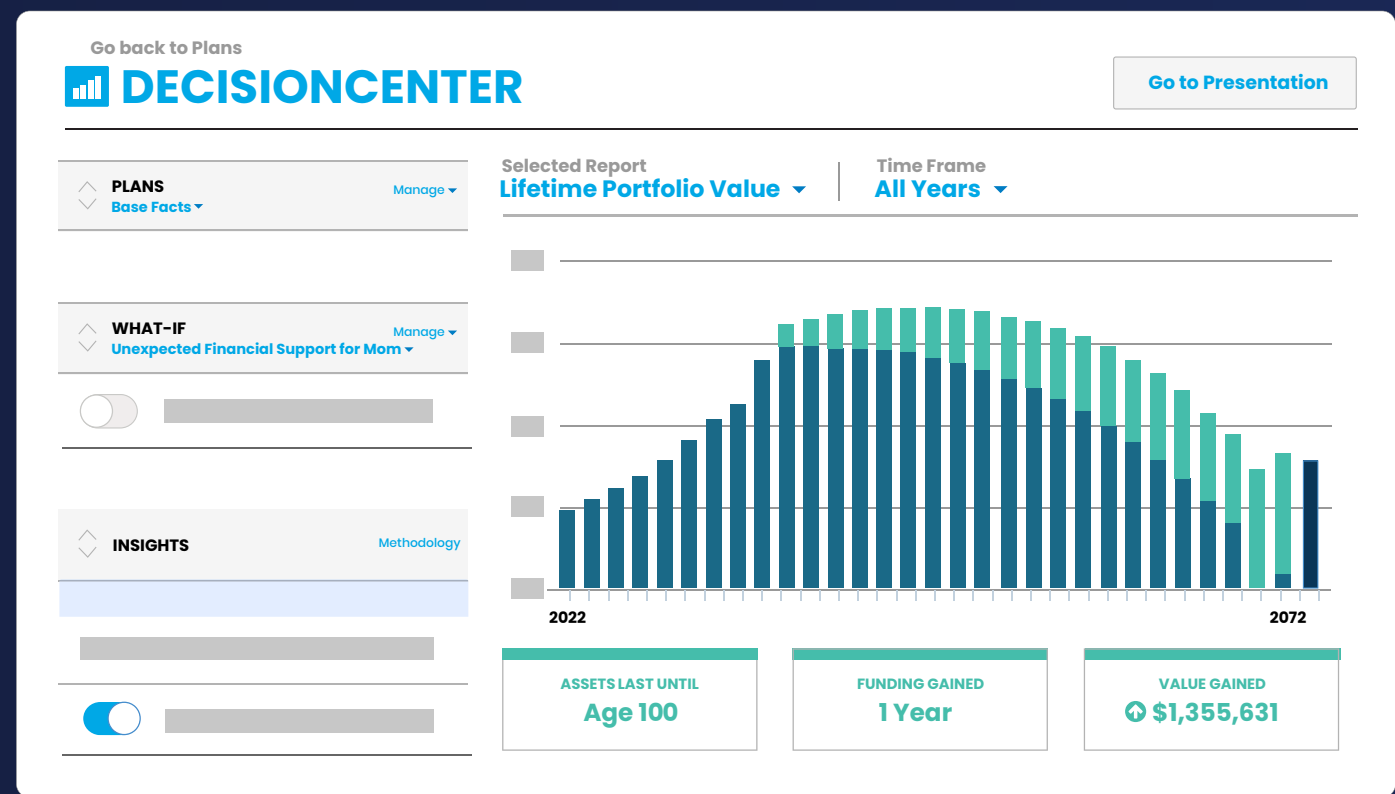 Go back to Plans
DECISIONCENTER
Go to Presentation
PLANS
Manage
Base Facts
WHAT-IF
Manage
Unexpected Financial Support for Mom
INSIGHTS
Methodology
Selected Report
Lifetime Portfolio Value
Time Frame
All Years
2022
2072
ASSETS LAST UNTIL
Age 100
FUNDING GAINED
1 Year
VALUE GAINED
$1,355,631